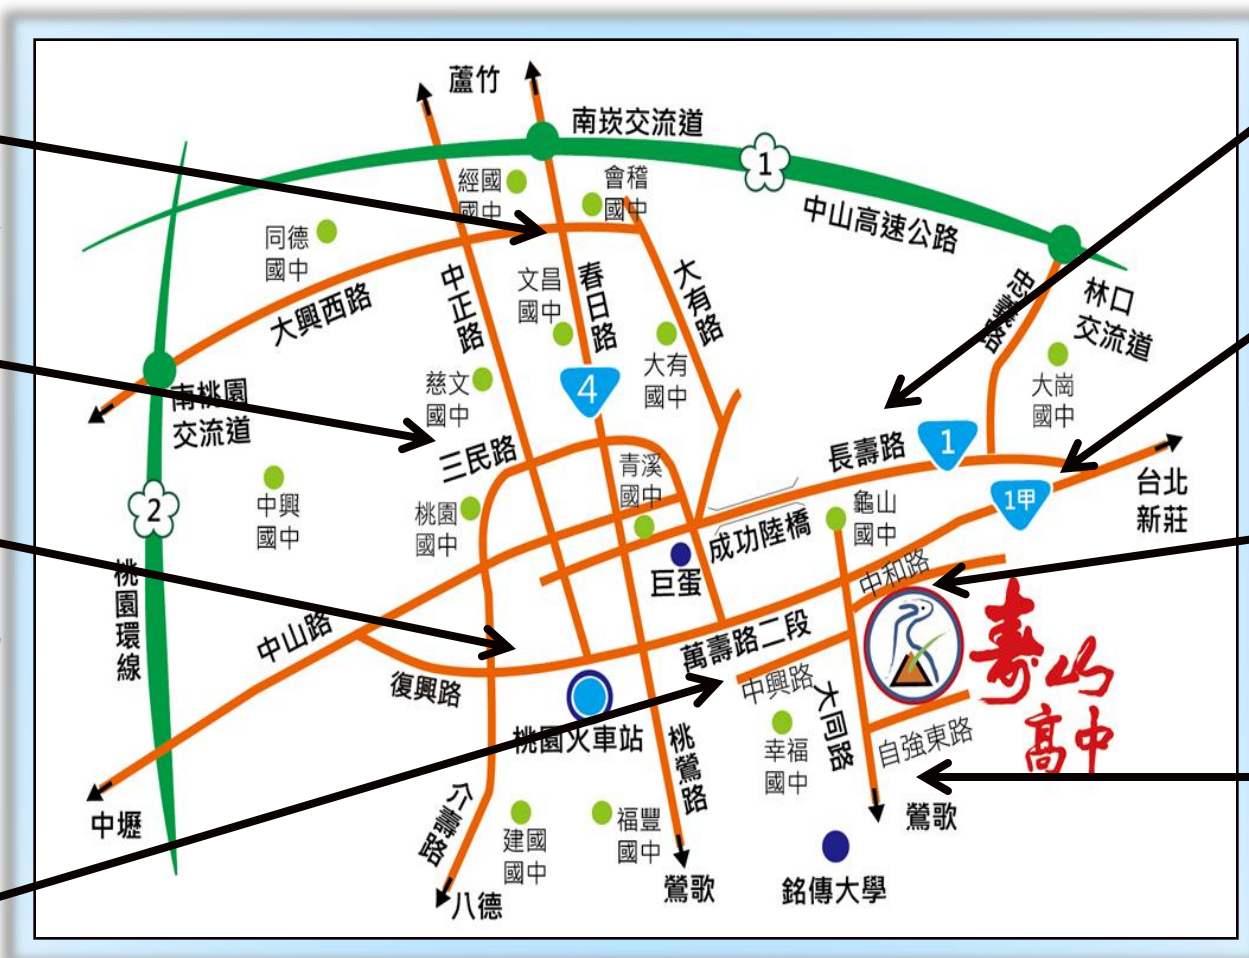 蘆竹
南崁交流道
1
中山高速公路
經國
國中
會稽
國中
同德
國中
大興西路
中正路
文昌
國中
春日路
大有路
忠義路
林口
交流道
南桃園
交流道
慈文
國中
4
大有
國中
大崗
國中
三民路
長壽路
1
1甲
台北
新莊
2
中興
國中
桃園
國中
青溪
國中
成功陸橋
龜山
國中
巨蛋
桃園環線
中山路
中和路
壽山
高中
復興路
萬壽路二段
中興路
大同路
桃園火車站
桃鶯路
幸福
國中
自強東路
中壢
介壽路
建國
國中
福豐
國中
鶯歌
八德
鶯歌
銘傳大學